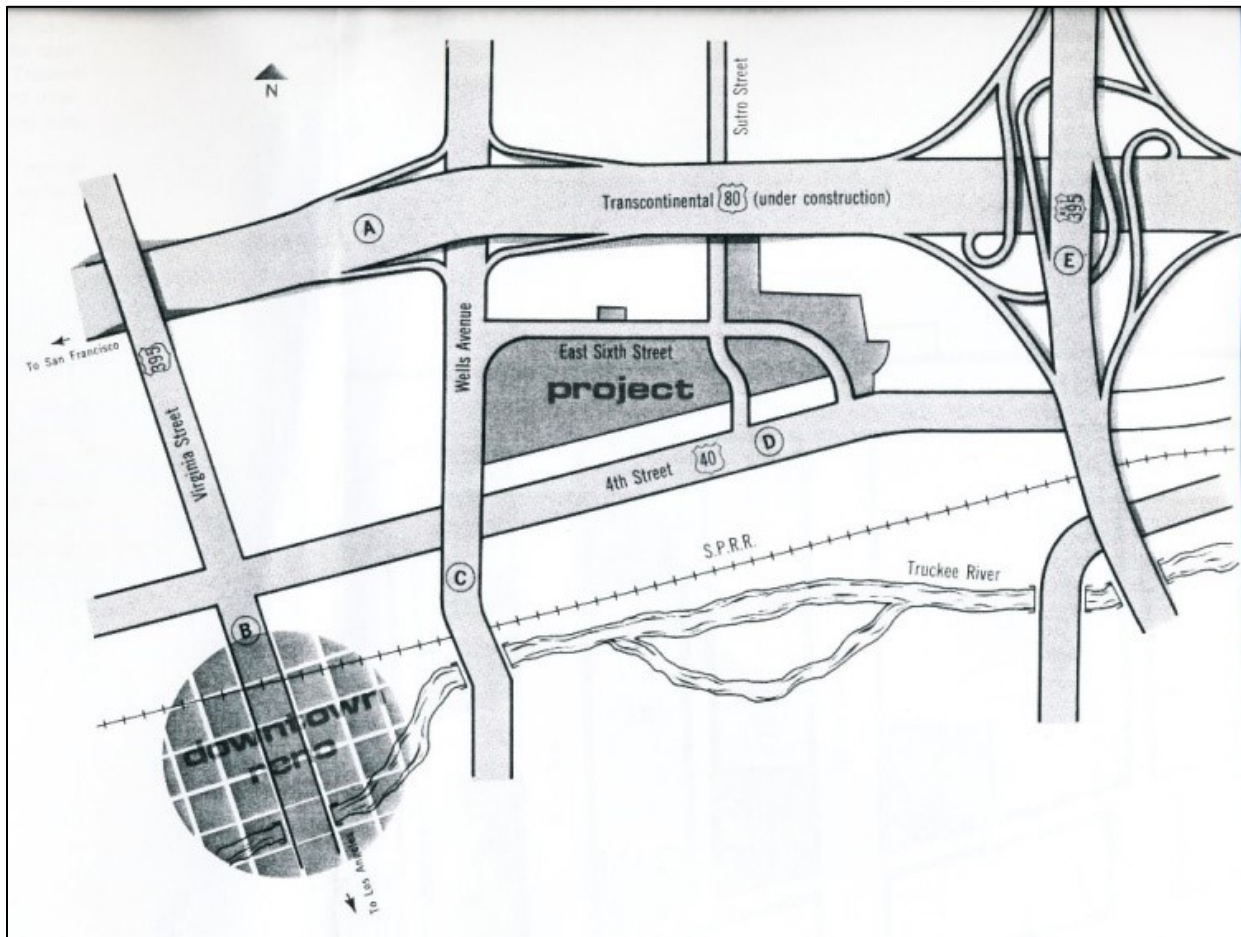 N
Sutro Street
Transcontinental 80 (under construction)
US 395
A
E
To San Francisco
395
Virginia Street
Wells Avenue
East Sixth Street
project
D
4th Street 40
S.P.R.R.
C
Truckee River
B
downtown
reno
To Los Angeles